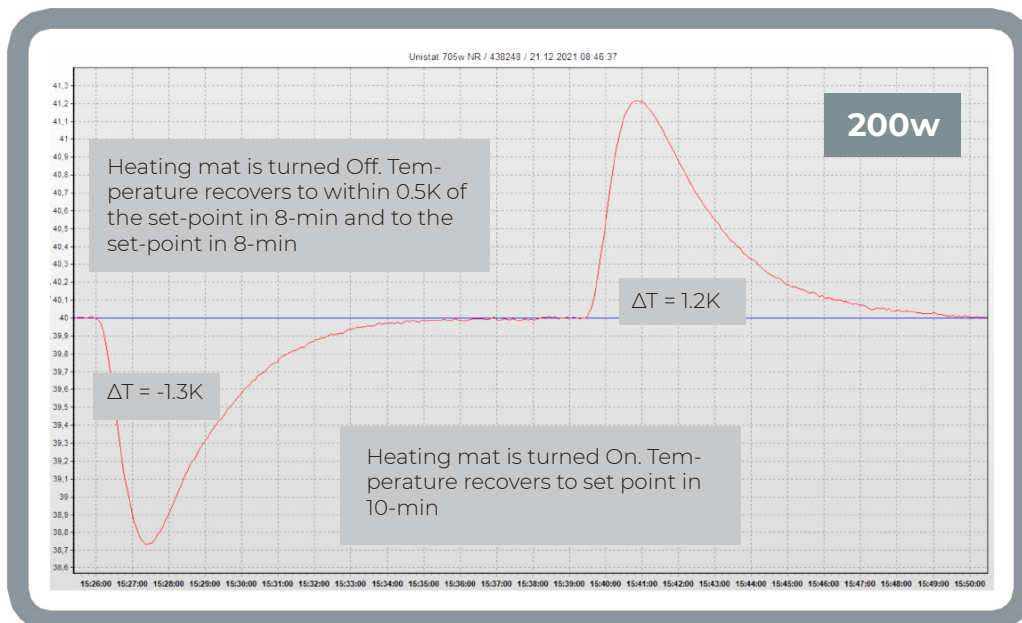 Unistat 705w NR / 438248 / 21.12.2021 08:46:37
200w
Heating mat is turned Off. Tem-
perature recovers to within 0.5K of
the set-point in 8-min and to the
set-point in 8-min
ΔT = 1.2K
ΔT = -1.3K
Heating mat is turned On. Tem-
perature recovers to set point in
10-min
41,3
41,2
41,1
41
40,9
40,8
40,7
40,6
40,5
40,4
40,3
40,2
40,1
40
39,9
39,8
39,7
39,6
39,5
39,4
39,3
39,2
39,1
39
38,9
38,8
38,7
38,6
15:26:00 15:27:00 15:28:00 15:29:00 15:30:00 15:31:00 15:32:00 15:33:00 15:34:00 15:35:00 15:36:00 15:37:00 15:38:00 15:39:00 15:40:00 15:41:00 15:42:00 15:43:00 15:44:00 15:45:00 15:46:00 15:47:00 15:48:00 15:49:00 15:50:00